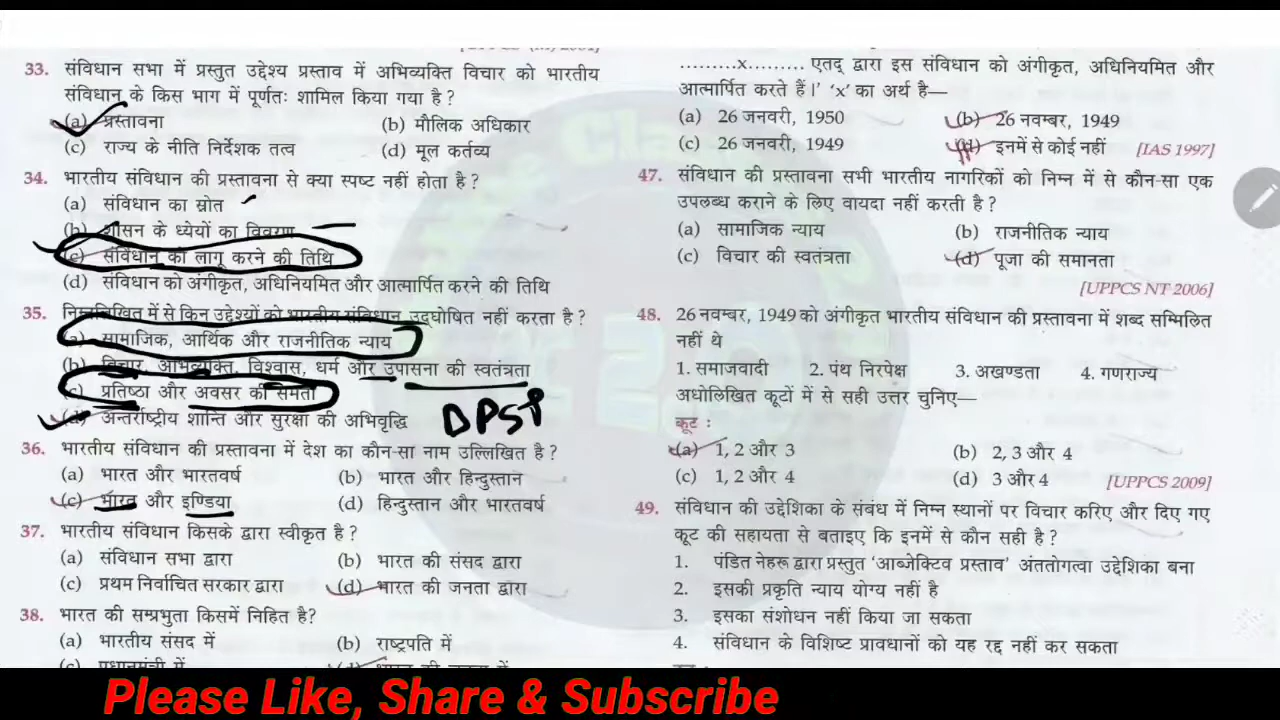 33. संविधान सभा में प्रस्तुत उद्देश्य प्रस्ताव में अभिव्यक्ति विचार को भारतीय
संविधान के किस भाग में पूर्णतः शामिल किया गया है ?
(a) प्रस्तावना (b) मौलिक अधिकार
(c) राज्य के नीति निर्देशक तत्व (d) मूल कर्तव्य
34. भारतीय संविधान की प्रस्तावना से क्या स्पष्ट नहीं होता है ?
(a) संविधान का स्रोत
(b) शासन के ध्येयों का विवरण
(c) संविधान को लागू करने की तिथि
(d) संविधान को अंगीकृत, अधिनियमित और आत्मार्पित करने की तिथि
35. निम्नलिखित में से किन उद्देश्यों को भारतीय संविधान उद्घोषित नहीं करता है ?
(a) सामाजिक, आर्थिक और राजनीतिक न्याय
(b) विचार, अभिव्यक्ति, विश्वास, धर्म और उपासना की स्वतंत्रता
(c) प्रतिष्ठा और अवसर की समता
(d) अन्तर्राष्ट्रीय शान्ति और सुरक्षा की अभिवृद्धि
DPSP
36. भारतीय संविधान की प्रस्तावना में देश का कौन-सा नाम उल्लिखित है ?
(a) भारत और भारतवर्ष (b) भारत और हिन्दुस्तान
(c) भारत और इण्डिया (d) हिन्दुस्तान और भारतवर्ष
37. भारतीय संविधान किसके द्वारा स्वीकृत है ?
(a) संविधान सभा द्वारा (b) भारत की संसद द्वारा
(c) प्रथम निर्वाचित सरकार द्वारा (d) भारत की जनता द्वारा
38. भारत की सम्प्रभुता किसमें निहित है?
(a) भारतीय संसद में (b) राष्ट्रपति में
.........x......... एतद् द्वारा इस संविधान को अंगीकृत, अधिनियमित और
आत्मार्पित करते हैं।' 'x' का अर्थ है—
(a) 26 जनवरी, 1950 (b) 26 नवम्बर, 1949
(c) 26 जनवरी, 1949 (d) इनमें से कोई नहीं [IAS 1997]
47. संविधान की प्रस्तावना सभी भारतीय नागरिकों को निम्न में से कौन-सा एक
उपलब्ध कराने के लिए वायदा नहीं करती है ?
(a) सामाजिक न्याय (b) राजनीतिक न्याय
(c) विचार की स्वतंत्रता (d) पूजा की समानता
[UPPCS NT 2006]
48. 26 नवम्बर, 1949 को अंगीकृत भारतीय संविधान की प्रस्तावना में शब्द सम्मिलित
नहीं थे
1. समाजवादी 2. पंथ निरपेक्ष 3. अखण्डता 4. गणराज्य
अधोलिखित कूटों में से सही उत्तर चुनिए—
कूट :
(a) 1, 2 और 3 (b) 2, 3 और 4
(c) 1, 2 और 4 (d) 3 और 4 [UPPCS 2009]
49. संविधान की उद्देशिका के संबंध में निम्न स्थानों पर विचार करिए और दिए गए
कूट की सहायता से बताइए कि इनमें से कौन सही है ?
1. पंडित नेहरू द्वारा प्रस्तुत 'आब्जेक्टिव प्रस्ताव' अंततोगत्वा उद्देशिका बना
2. इसकी प्रकृति न्याय योग्य नहीं है
3. इसका संशोधन नहीं किया जा सकता
4. संविधान के विशिष्ट प्रावधानों को यह रद्द नहीं कर सकता
Please Like, Share & Subscribe